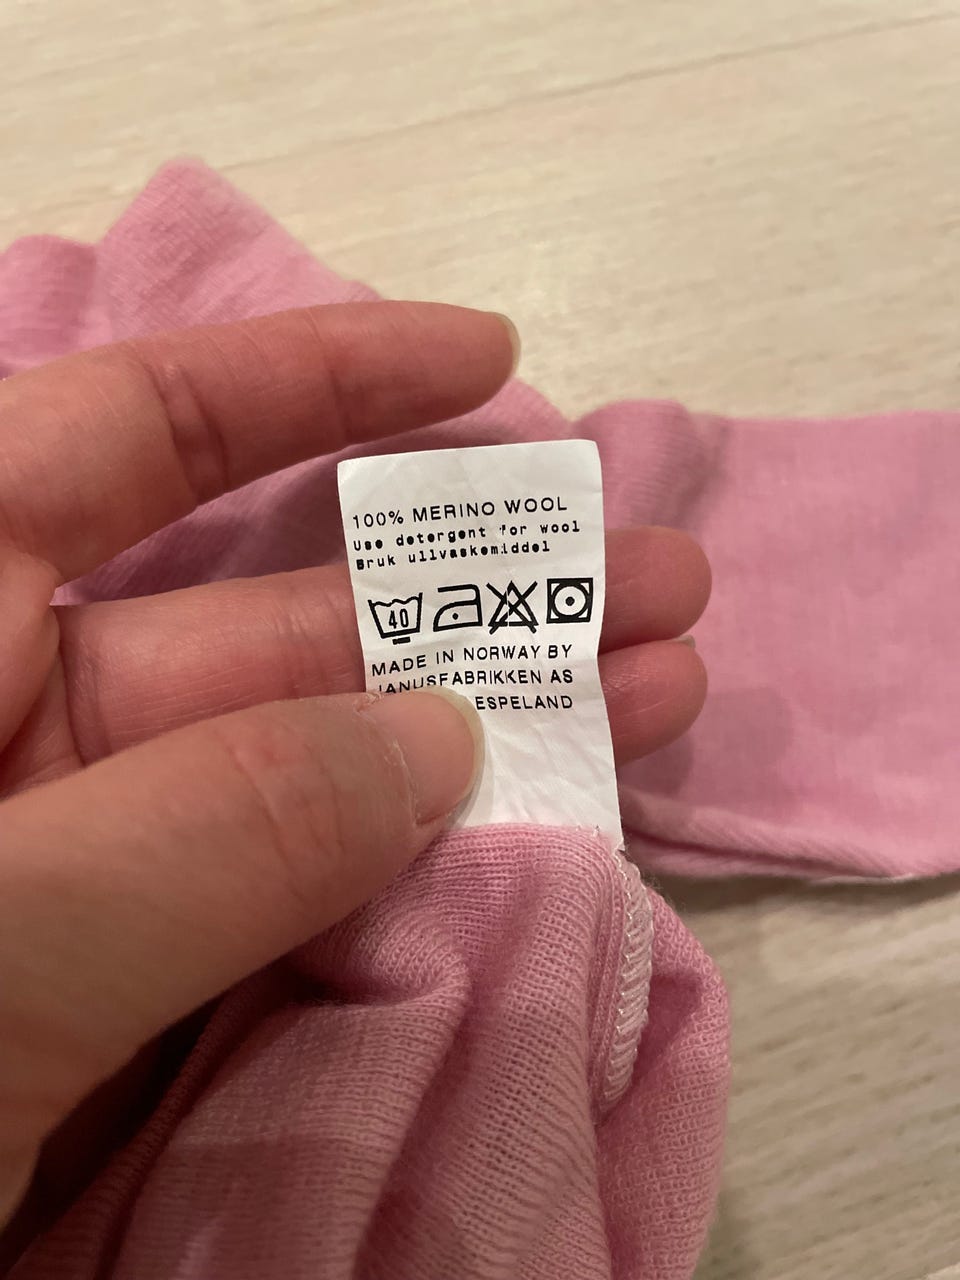 100% MERINO WOOL
Use detergent for wool
Bruk ullvaskemiddel
40
MADE IN NORWAY BY
JANUSFABRIKKEN AS
ESPELAND